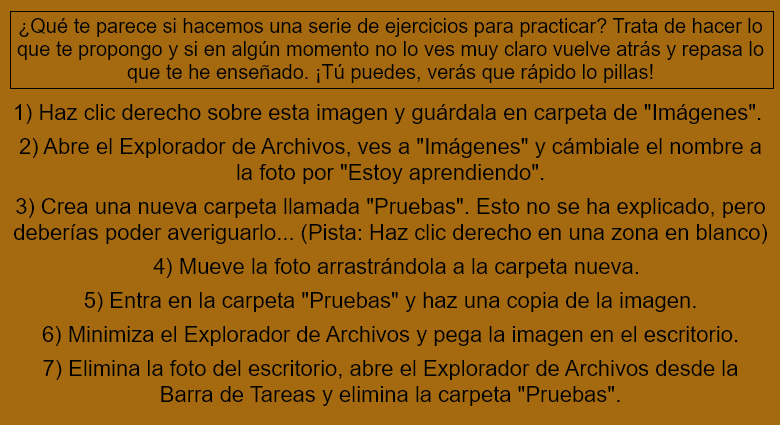 ¿Qué te parece si hacemos una serie de ejercicios para practicar? Trata de hacer lo
que te propongo y si en algún momento no lo ves muy claro vuelve atrás y repasa lo
que te he enseñado. ¡Tú puedes, verás que rápido lo pillas!
1) Haz clic derecho sobre esta imagen y guárdala en carpeta de "Imágenes".
2) Abre el Explorador de Archivos, ves a "Imágenes" y cámbiale el nombre a
la foto por "Estoy aprendiendo".
3) Crea una nueva carpeta llamada "Pruebas". Esto no se ha explicado, pero
deberías poder averiguarlo... (Pista: Haz clic derecho en una zona en blanco)
4) Mueve la foto arrastrándola a la carpeta nueva.
5) Entra en la carpeta "Pruebas" y haz una copia de la imagen.
6) Minimiza el Explorador de Archivos y pega la imagen en el escritorio.
7) Elimina la foto del escritorio, abre el Explorador de Archivos desde la
Barra de Tareas y elimina la carpeta "Pruebas".